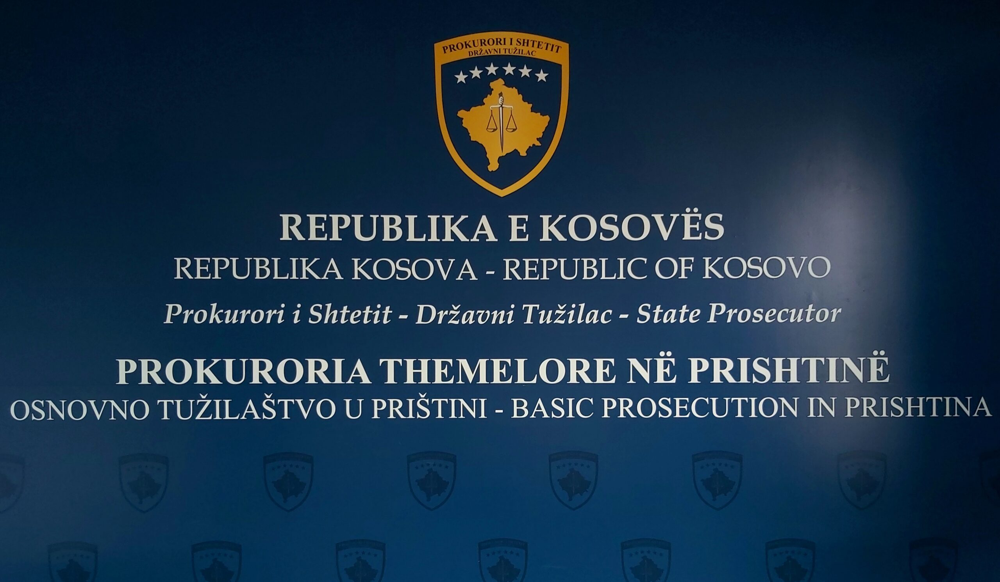 PROKURORI I SHTETIT
DRŽAVNI TUŽILAC
REPUBLIKA E KOSOVËS
REPUBLIKA KOSOVA - REPUBLIC OF KOSOVO
Prokurori i Shtetit - Državni Tužilac - State Prosecutor
PROKURORIA THEMELORE NË PRISHTINË
OSNOVNO TUŽILAŠTVO U PRIŠTINI - BASIC PROSECUTION IN PRISHTINA